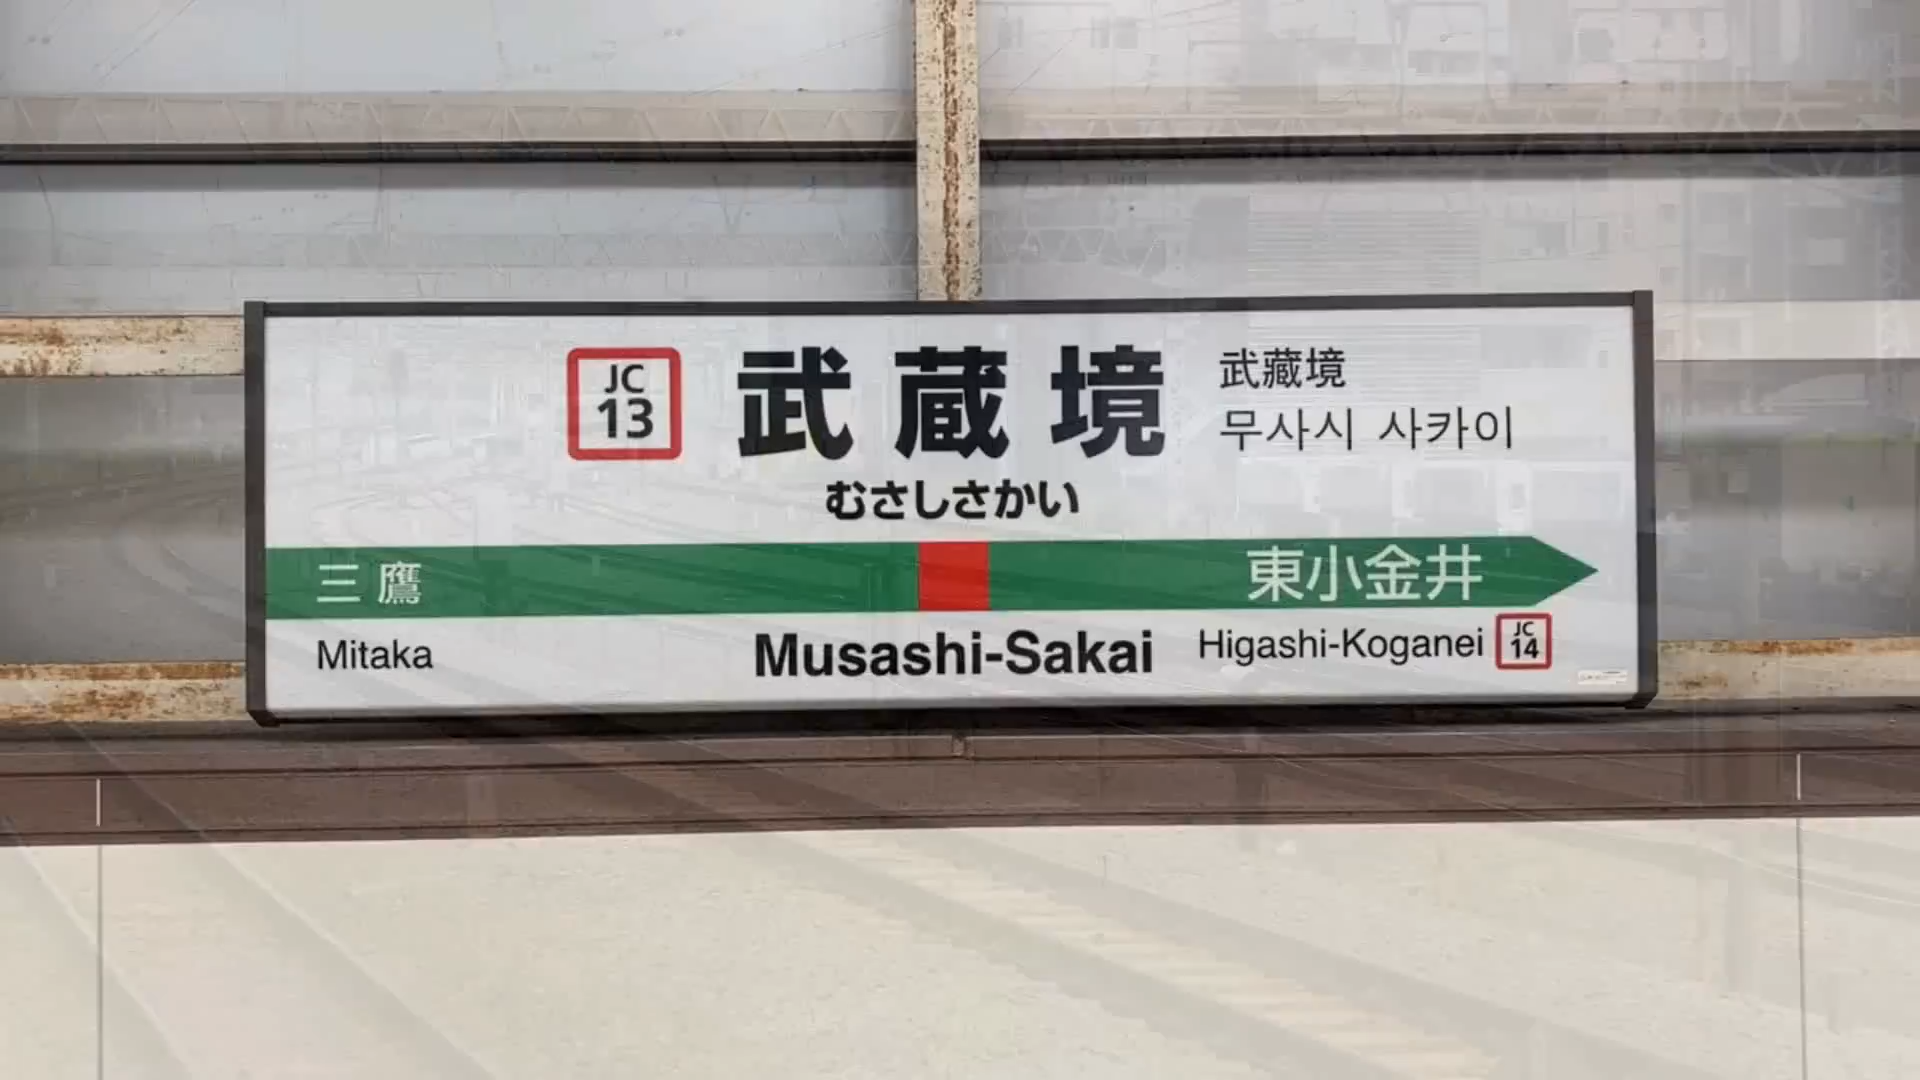 JC
13
武蔵境
武藏境
무사시 사카이
むさしさかい
三鷹
東小金井
Mitaka
Musashi-Sakai
Higashi-Koganei
JC
14